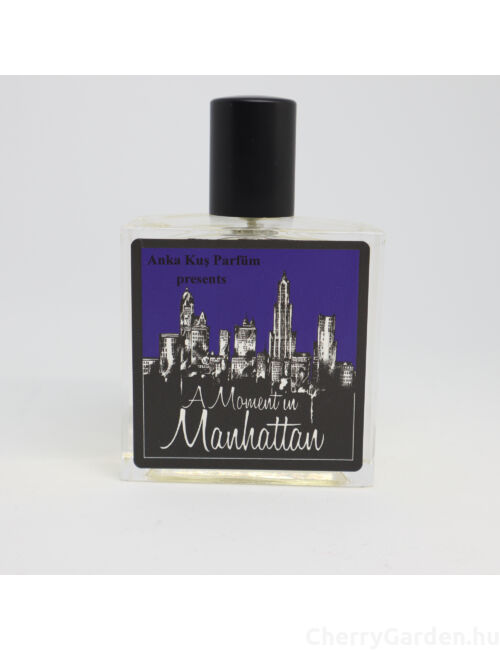 Anka Kuş Parfüm
presents
A Moment in
Manhattan
CherryGarden.hu